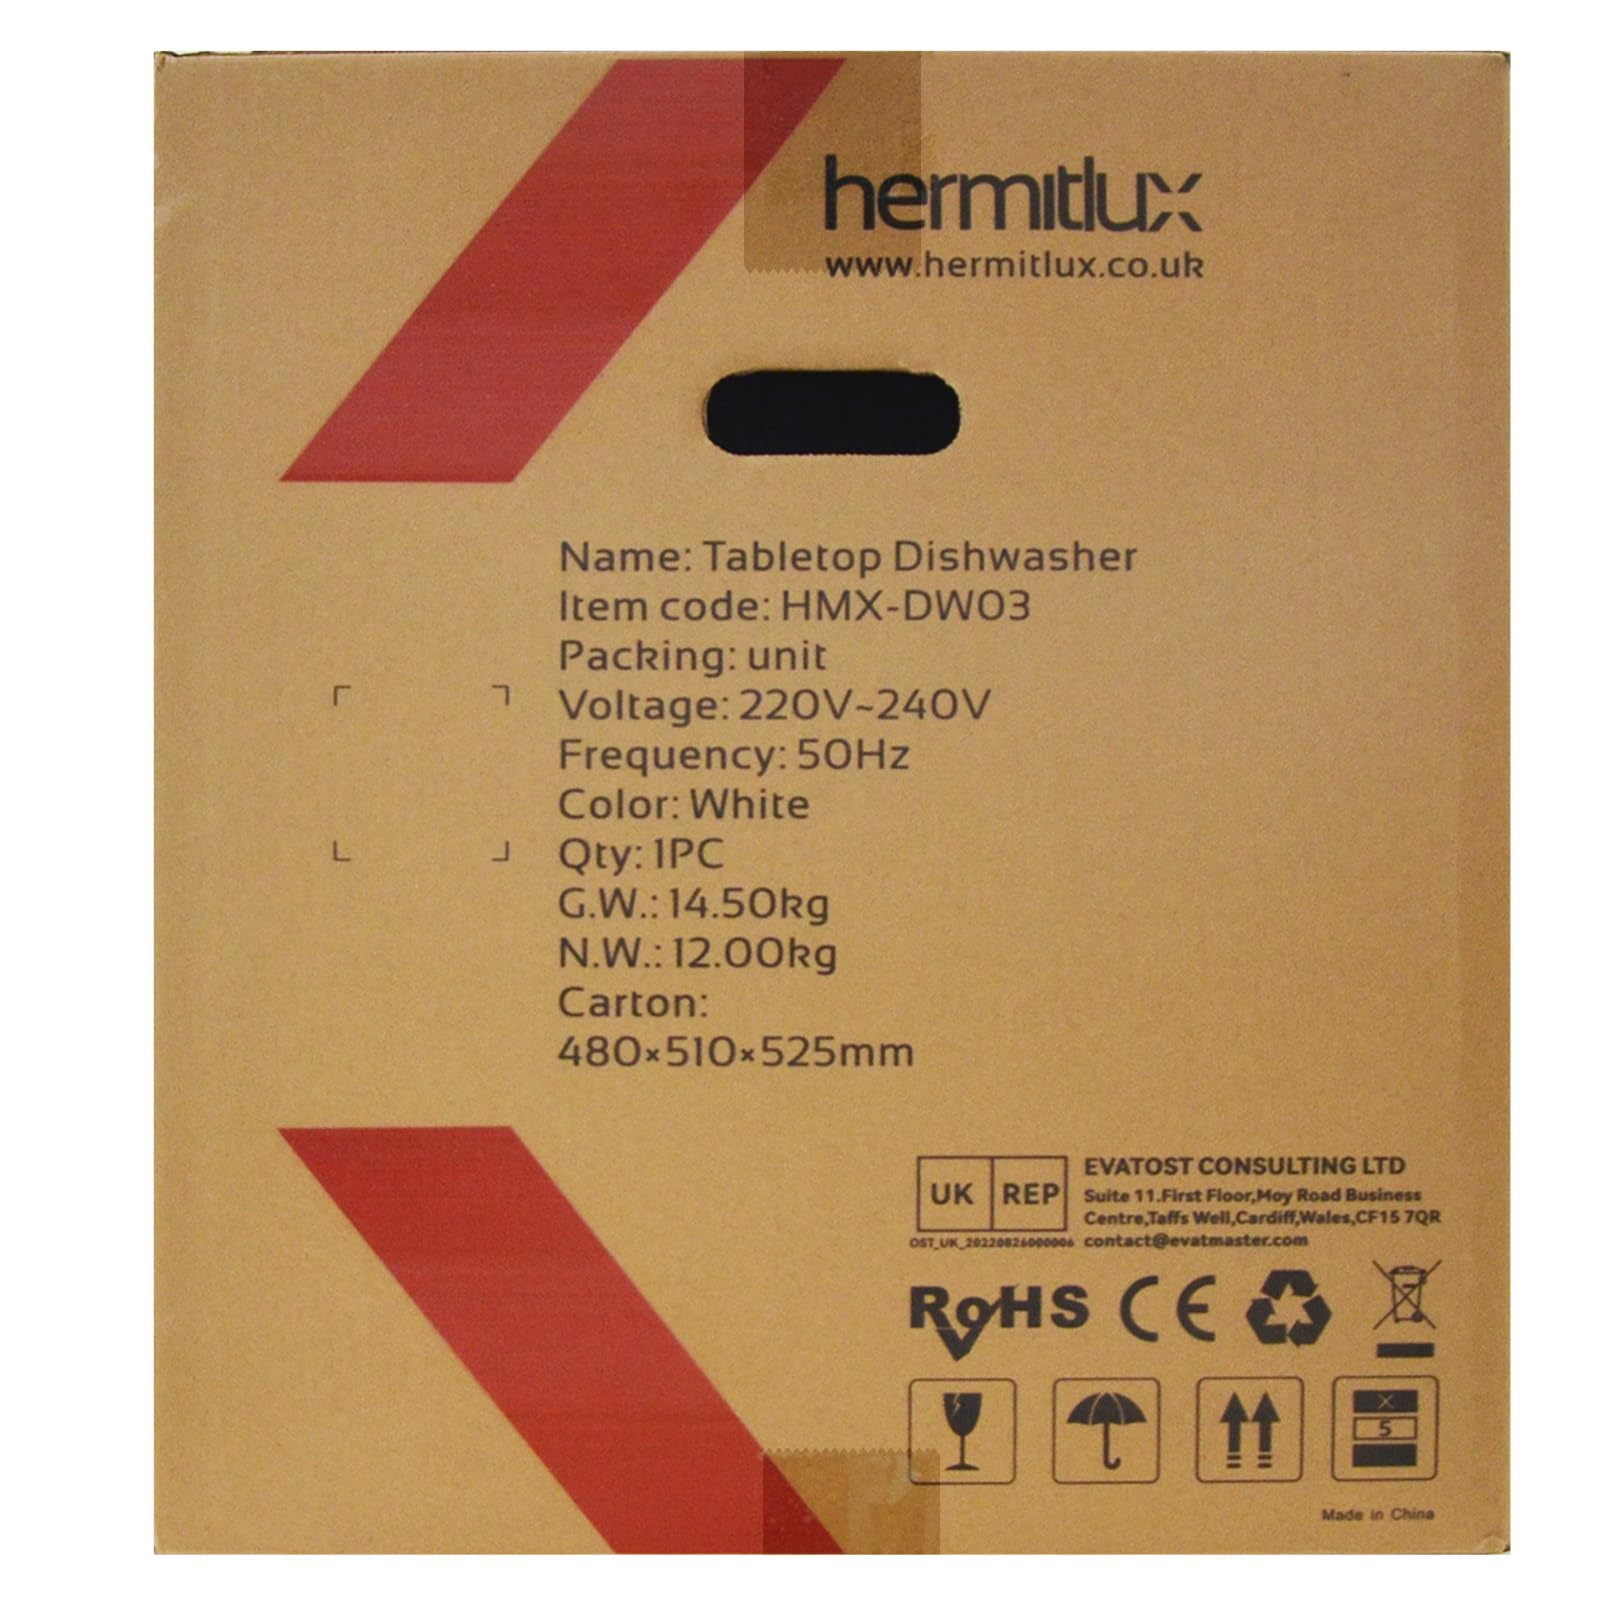 hermitlux
www.hermitlux.co.uk
Name: Tabletop Dishwasher
Item code: HMX-DW03
Packing: unit
Voltage: 220V~240V
Frequency: 50Hz
Color: White
Qty: 1PC
G.W.: 14.50kg
N.W.: 12.00kg
Carton:
480×510×525mm
UK REP
EVATOST CONSULTING LTD
Suite 11.First Floor,Moy Road Business
Centre,Taffs Well,Cardiff,Wales,CF15 7QR
OST_UK_20220826000006 contact@evatmaster.com
RoHS CE
5
Made in China